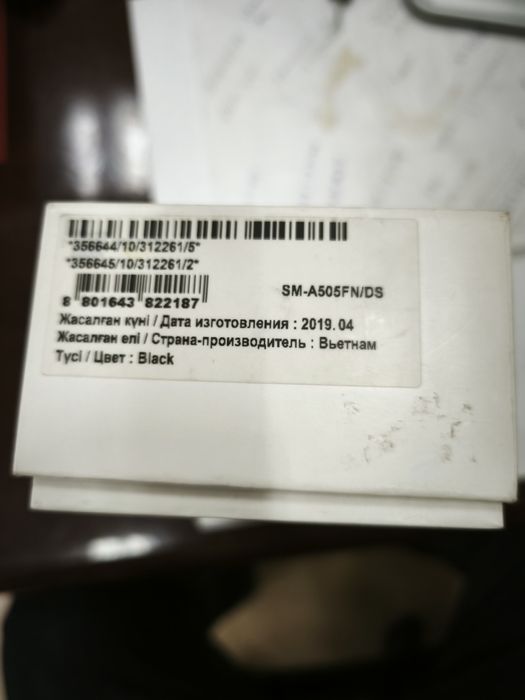 *356644/10/312261/5*
*356645/10/312261/2*
SM-A505FN/DS
8 801643 822187
Жасалған күні / Дата изготовления : 2019. 04
Жасалған елі / Страна-производитель : Вьетнам
Түсі / Цвет : Black